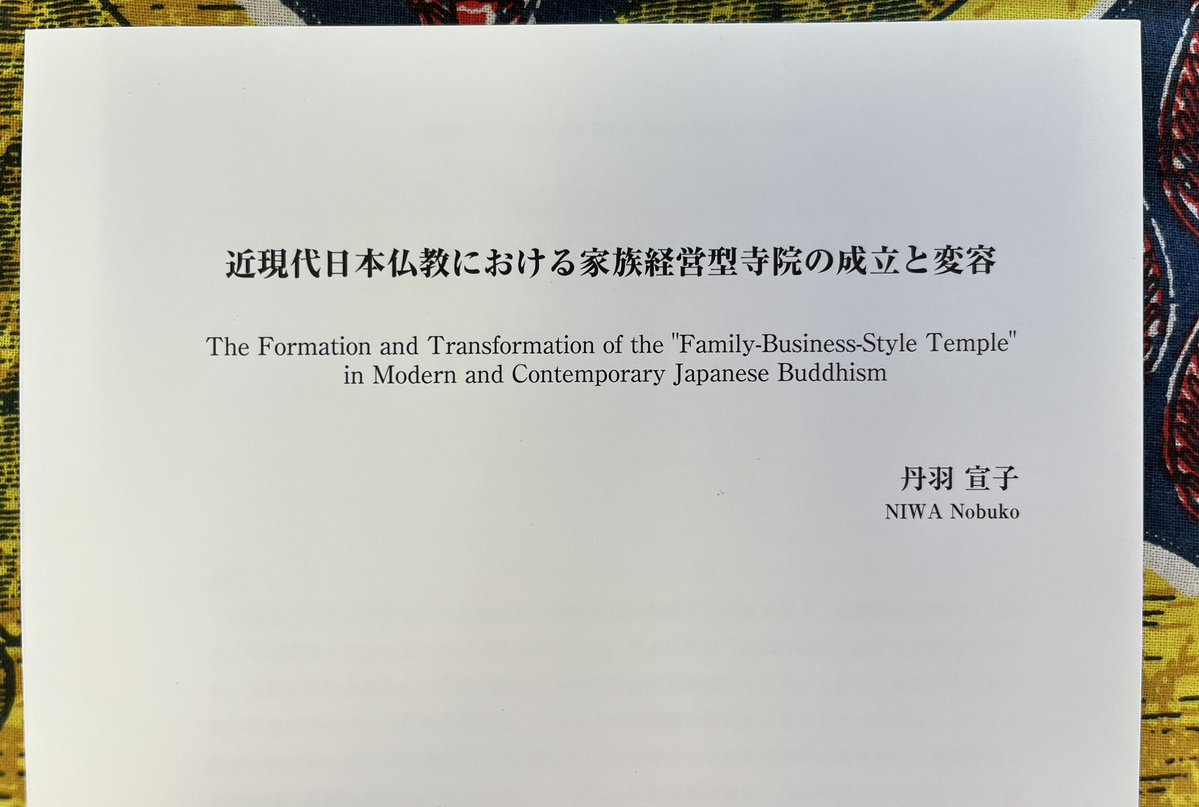 近現代日本仏教における家族経営型寺院の成立と変容
The Formation and Transformation of the "Family-Business-Style Temple"
in Modern and Contemporary Japanese Buddhism
丹羽 宣子
NIWA Nobuko